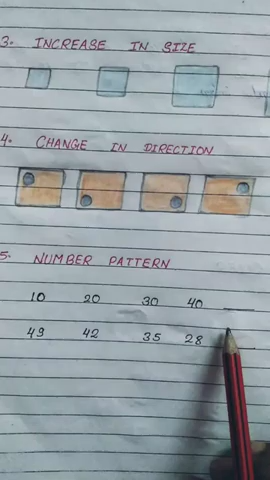 3. INCREASE IN SIZE
4. CHANGE IN DIRECTION
5. NUMBER PATTERN
10 20 30 40
49 42 35 28